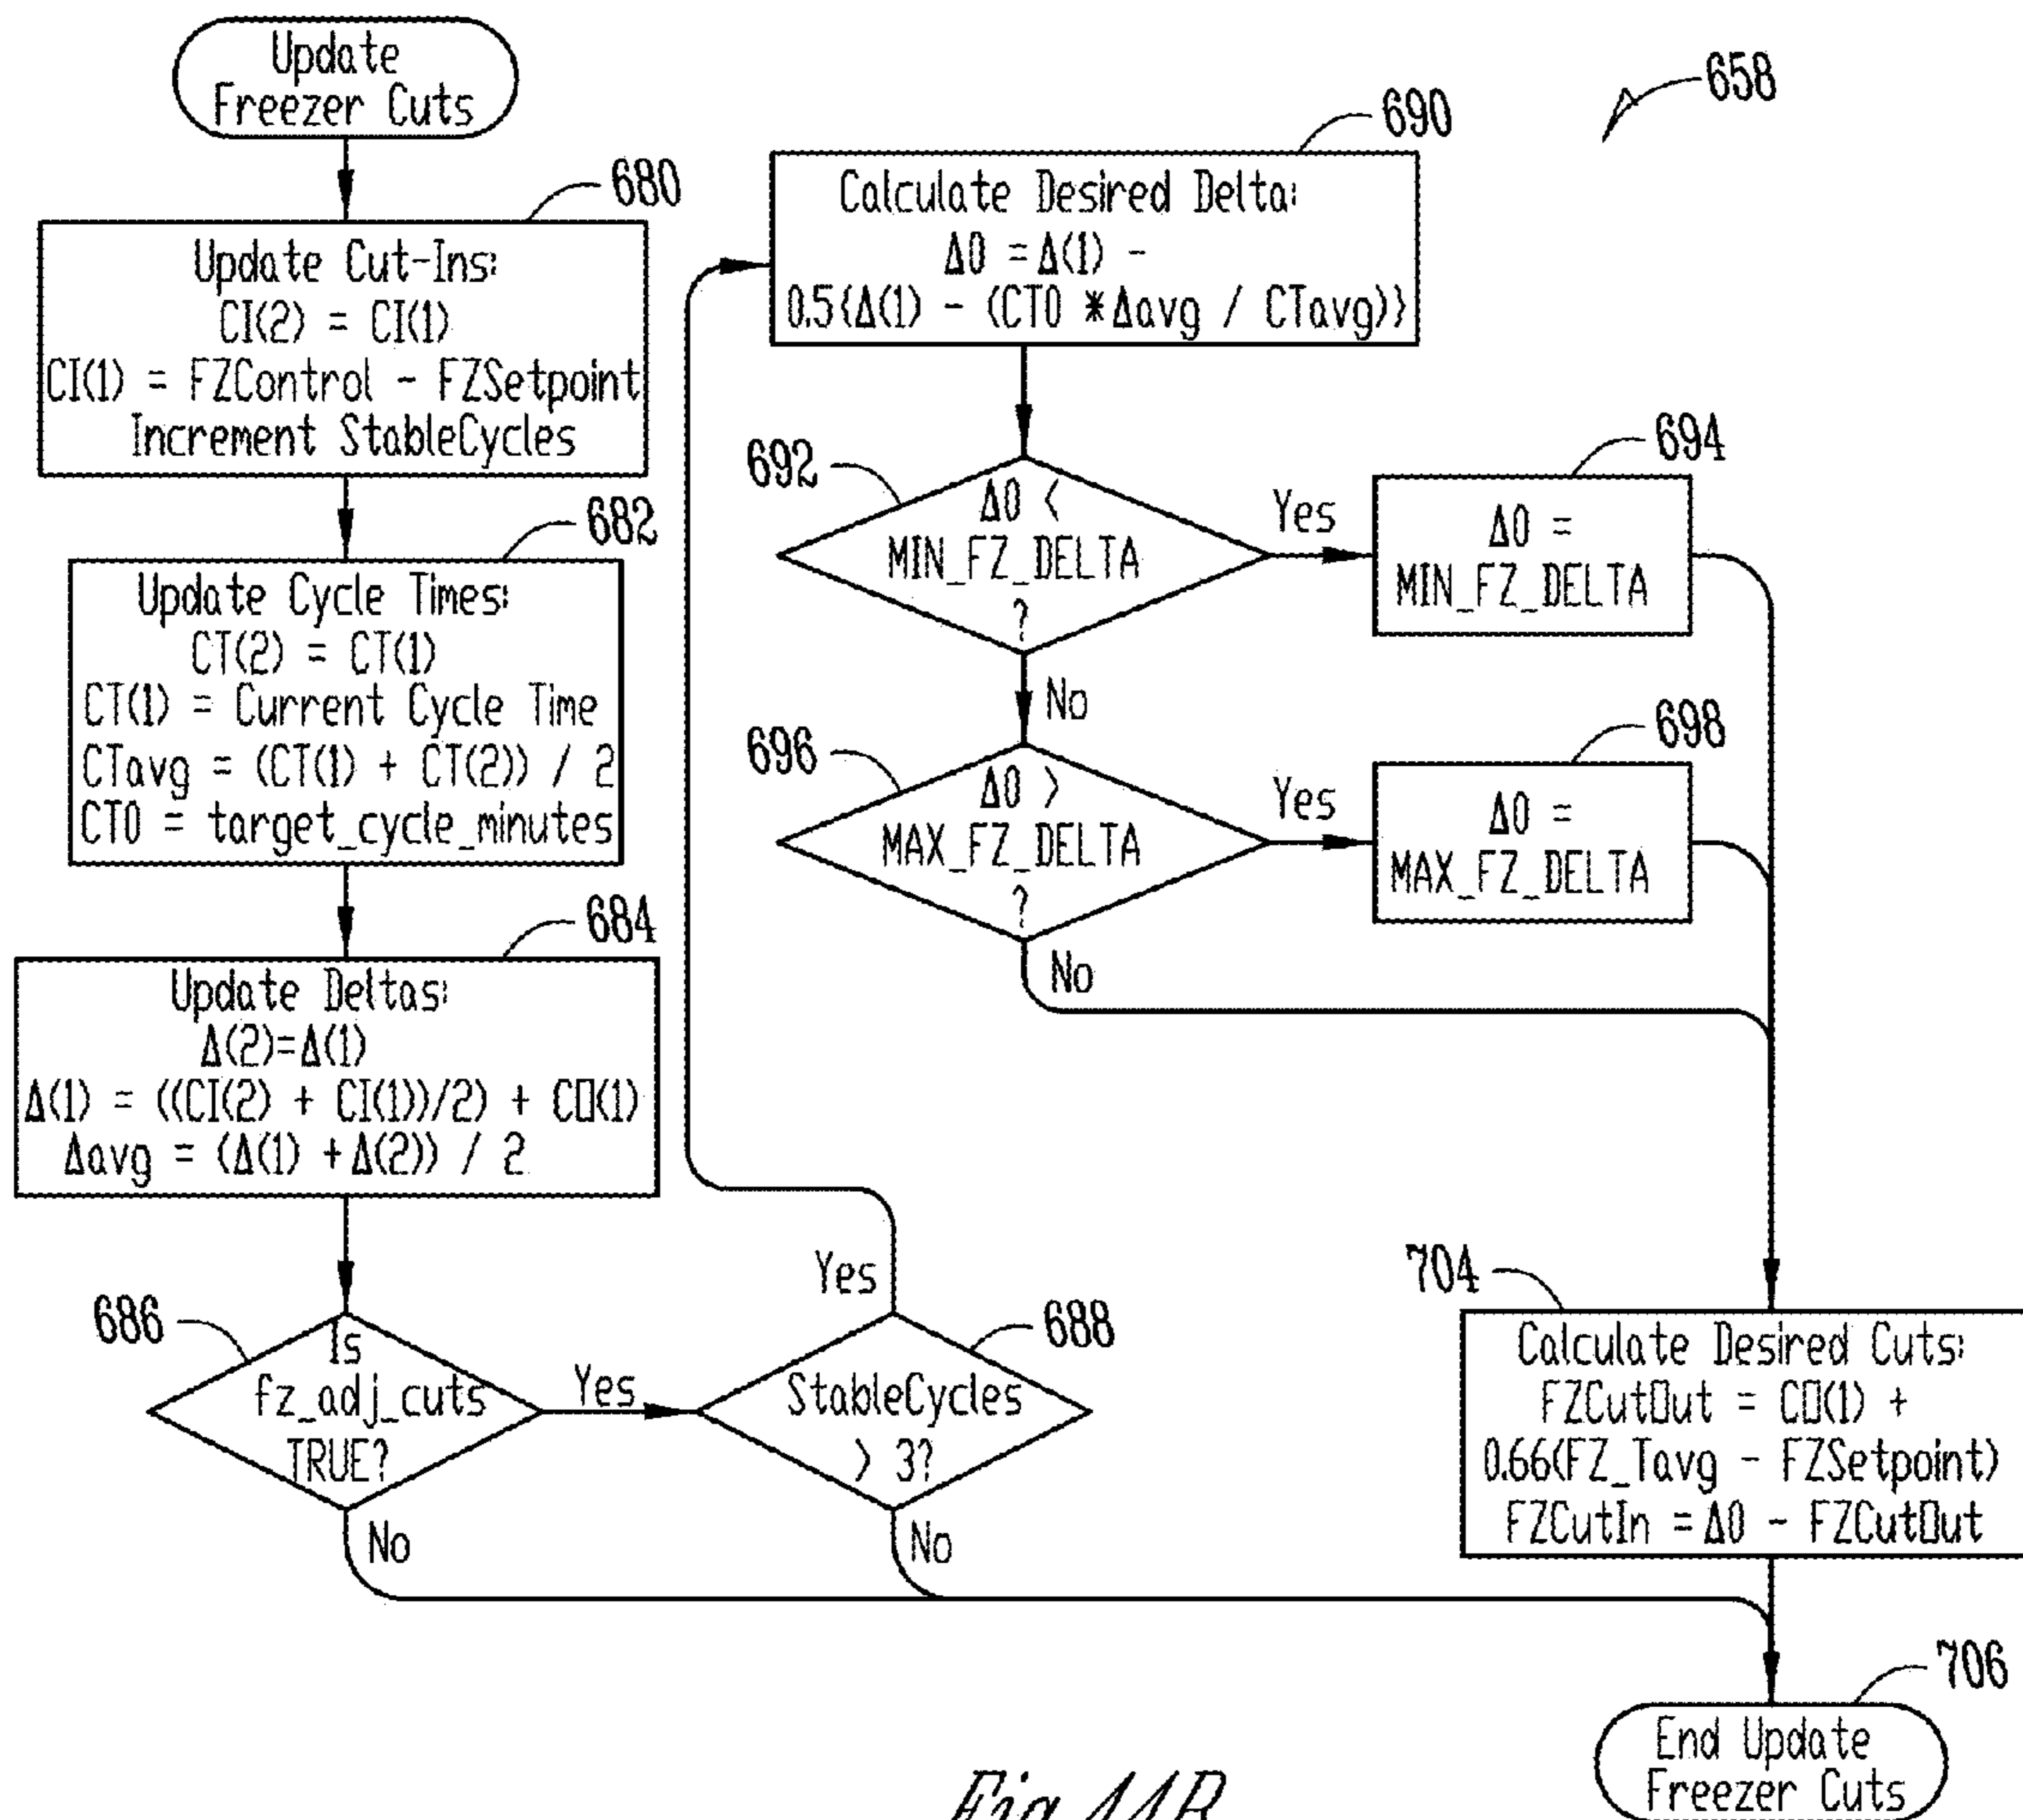 Update
Freezer Cuts
680
Update Cut-Ins:
CI(2) = CI(1)
CI(1) = FZControl - FZSetpoint
Increment StableCycles
682
Update Cycle Times:
CT(2) = CT(1)
CT(1) = Current Cycle Time
CTavg = (CT(1) + CT(2)) / 2
CT0 = target_cycle_minutes
684
Update Deltas:
Δ(2)=Δ(1)
Δ(1) = ((CI(2) + CI(1))/2) + CO(1)
Δavg = (Δ(1) +Δ(2)) / 2
686
Is
fz_adj_cuts
TRUE?
Yes
No
688
StableCycles
> 3?
Yes
No
658
690
Calculate Desired Delta:
Δ0 =Δ(1) -
0.5{Δ(1) - (CT0 *Δavg / CTavg)}
692
Δ0 <
MIN_FZ_DELTA
?
Yes
No
694
Δ0 =
MIN_FZ_DELTA
696
Δ0 >
MAX_FZ_DELTA
?
Yes
No
698
Δ0 =
MAX_FZ_DELTA
704
Calculate Desired Cuts:
FZCutOut = CO(1) +
0.66(FZ_Tavg - FZSetpoint)
FZCutIn =Δ0 - FZCutOut
706
End Update
Freezer Cuts